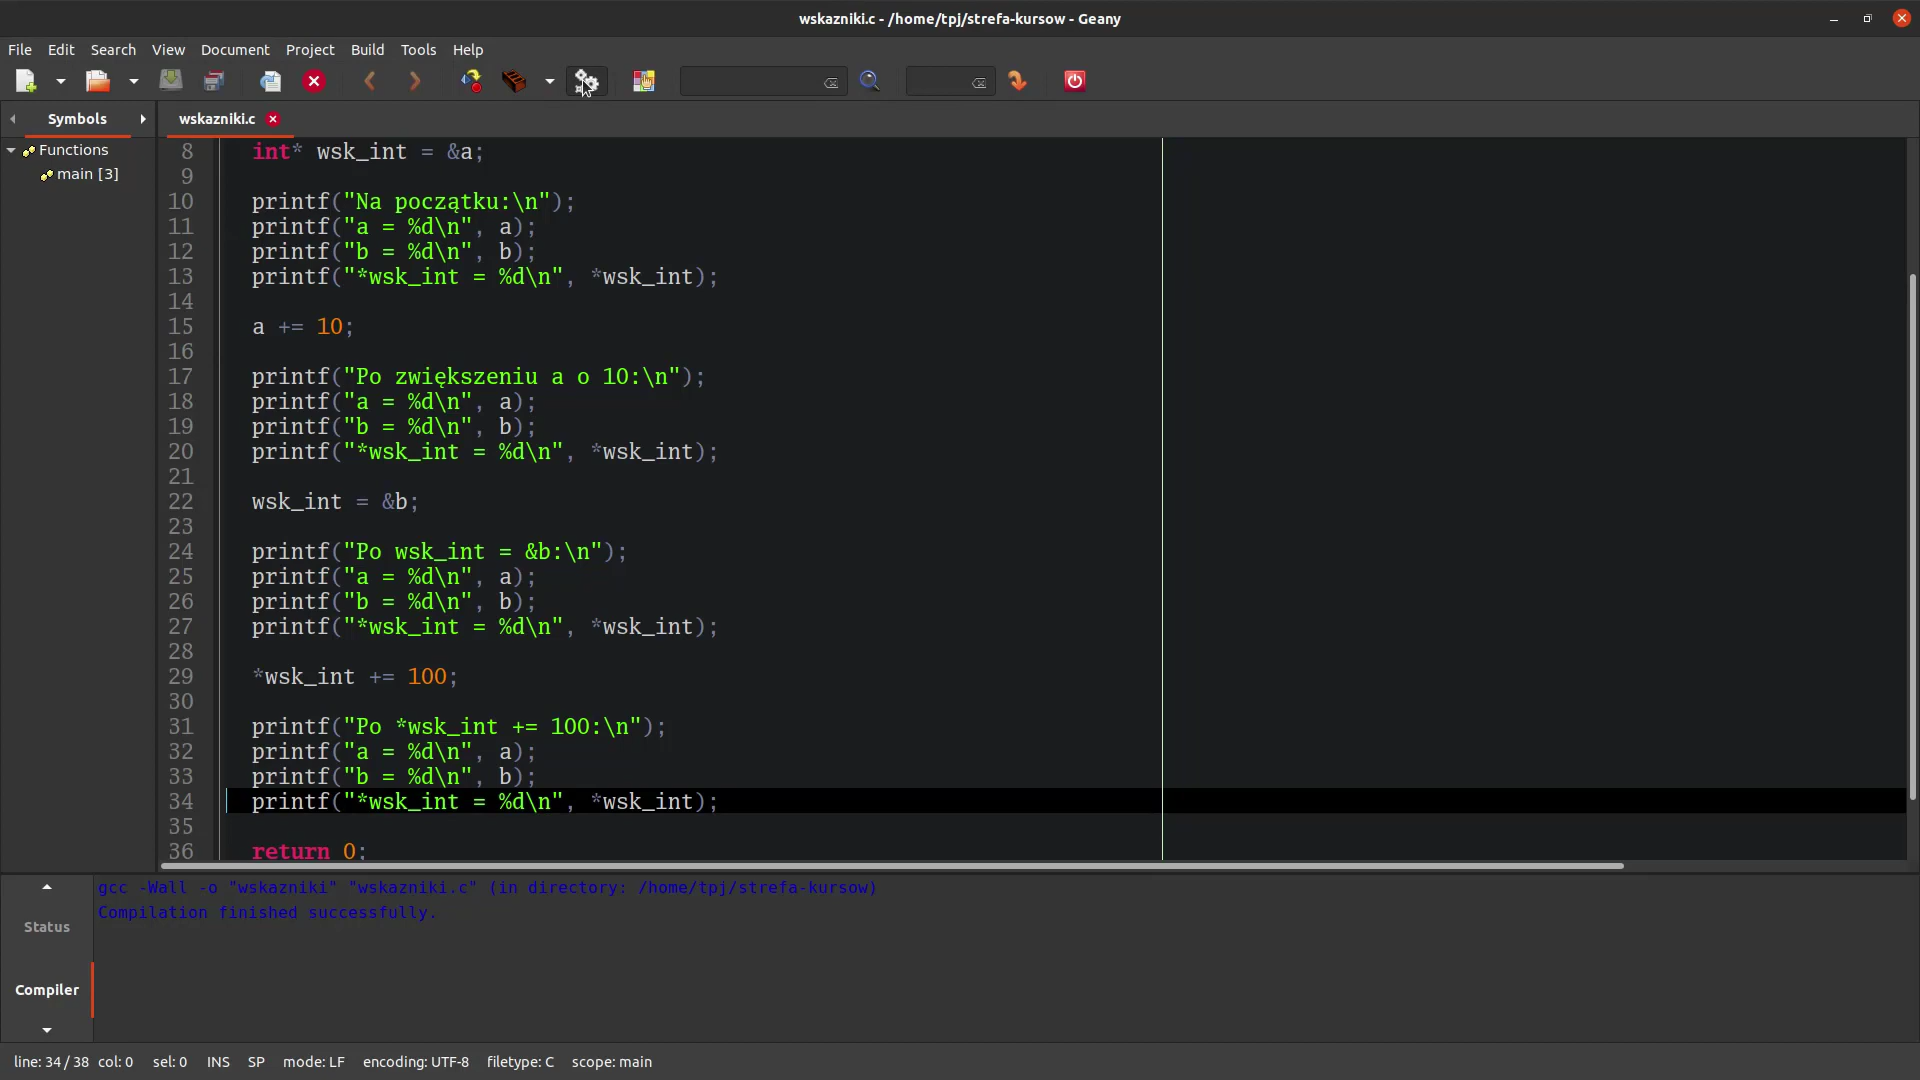 wskazniki.c - /home/tpj/strefa-kursow - Geany
File Edit Search View Document Project Build Tools Help
Symbols
wskazniki.c
Functions
main [3]
8 int* wsk_int = &a;
9
10 printf("Na początku:\n");
11 printf("a = %d\n", a);
12 printf("b = %d\n", b);
13 printf("*wsk_int = %d\n", *wsk_int);
14
15 a += 10;
16
17 printf("Po zwiększeniu a o 10:\n");
18 printf("a = %d\n", a);
19 printf("b = %d\n", b);
20 printf("*wsk_int = %d\n", *wsk_int);
21
22 wsk_int = &b;
23
24 printf("Po wsk_int = &b:\n");
25 printf("a = %d\n", a);
26 printf("b = %d\n", b);
27 printf("*wsk_int = %d\n", *wsk_int);
28
29 *wsk_int += 100;
30
31 printf("Po *wsk_int += 100:\n");
32 printf("a = %d\n", a);
33 printf("b = %d\n", b);
34 printf("*wsk_int = %d\n", *wsk_int);
35
36 return 0;
gcc -Wall -o "wskazniki" "wskazniki.c" (in directory: /home/tpj/strefa-kursow)
Compilation finished successfully.
Status
Compiler
line: 34 / 38 col: 0 sel: 0 INS SP mode: LF encoding: UTF-8 filetype: C scope: main